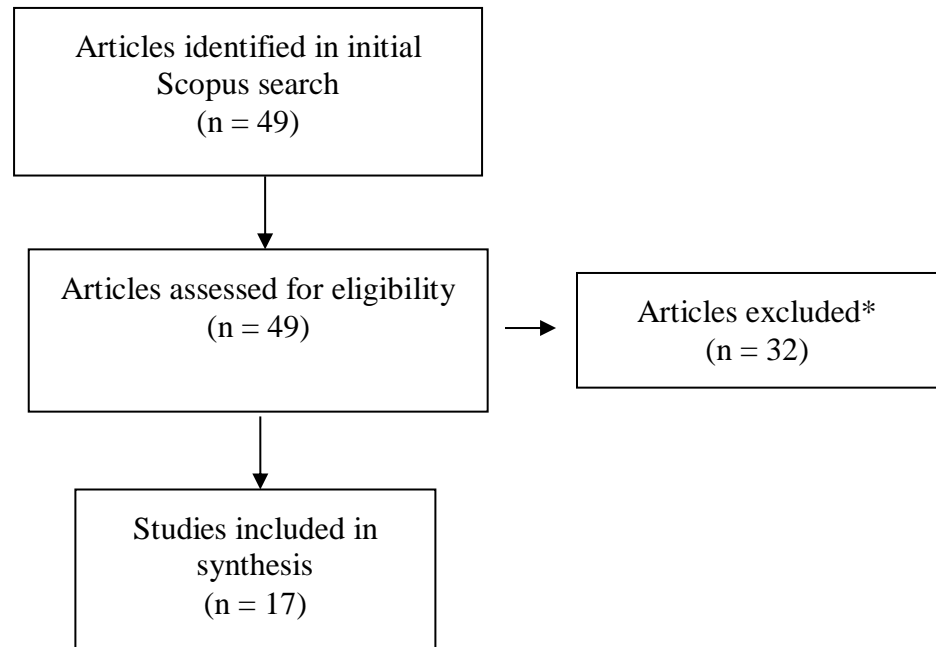 Articles identified in initial
Scopus search
(n = 49)
Articles assessed for eligibility
(n = 49)
Articles excluded*
(n = 32)
Studies included in
synthesis
(n = 17)